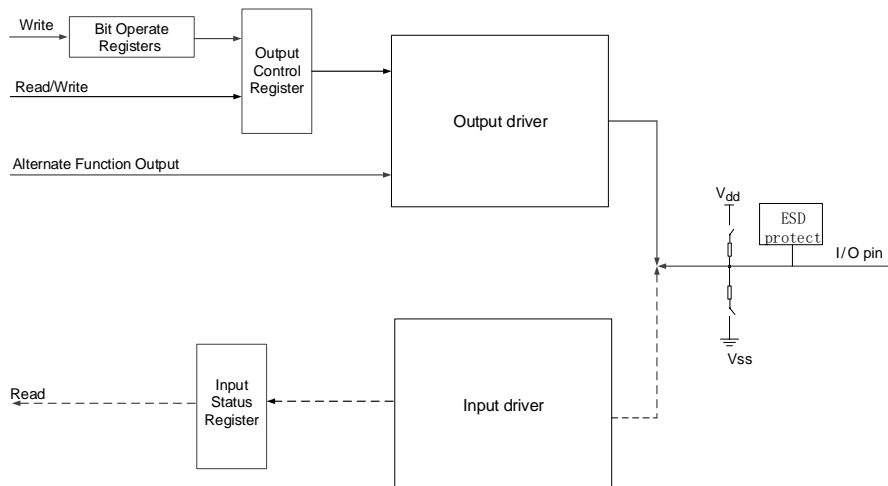 Write
Bit Operate
Registers
Output
Control
Register
Read/Write
Output driver
Alternate Function Output
Vdd
ESD
protect
I/O pin
Vss
Read
Input
Status
Register
Input driver